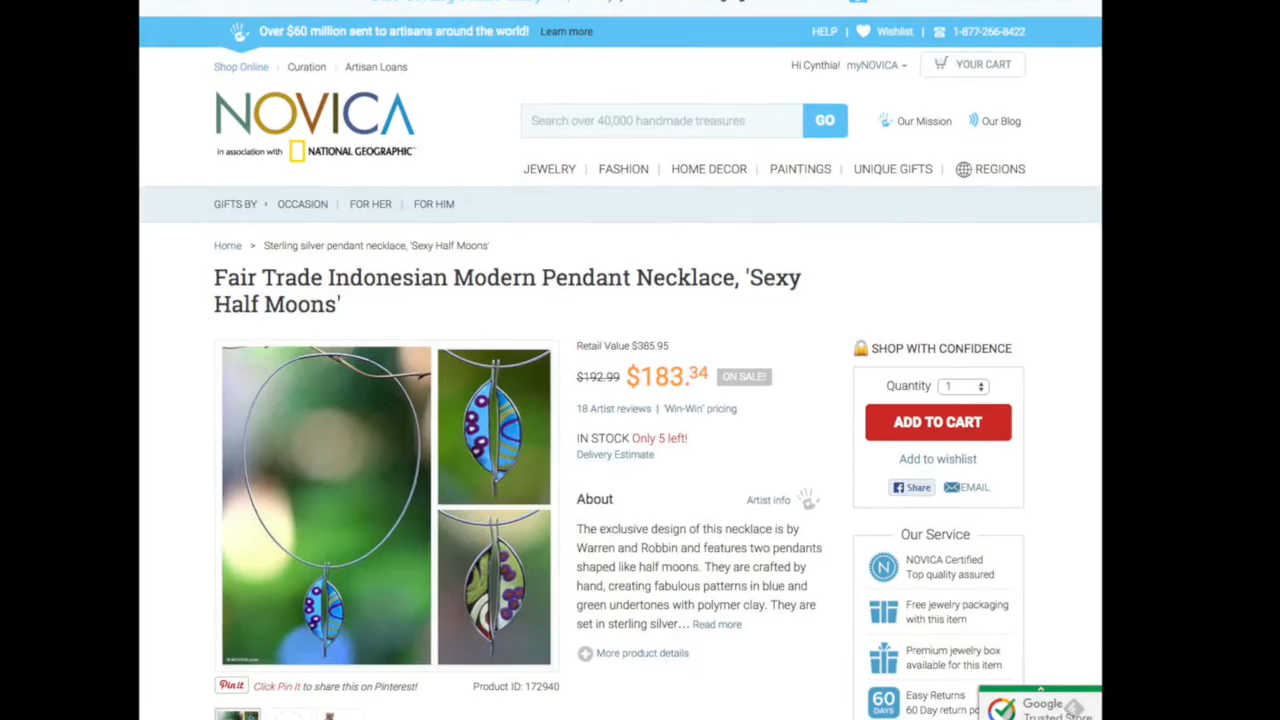 Over $60 million sent to artisans around the world! Learn more
HELP | Wishlist | 1-877-266-8422
Shop Online | Curation | Artisan Loans
Hi Cynthia! myNOVICA
YOUR CART
NOVICA
in association with NATIONAL GEOGRAPHIC
Search over 40,000 handmade treasures
GO
Our Mission
Our Blog
JEWELRY | FASHION | HOME DECOR | PAINTINGS | UNIQUE GIFTS | REGIONS
GIFTS BY OCCASION | FOR HER | FOR HIM
Home > Sterling silver pendant necklace, 'Sexy Half Moons'
Fair Trade Indonesian Modern Pendant Necklace, 'Sexy
Half Moons'
© NOVICA.com
Pin it Click Pin It to share this on Pinterest!
Product ID: 172940
Retail Value $385.95
$192.99 $183.34 ON SALE!
18 Artist reviews | 'Win-Win' pricing
IN STOCK Only 5 left!
Delivery Estimate
About
Artist info
The exclusive design of this necklace is by
Warren and Robbin and features two pendants
shaped like half moons. They are crafted by
hand, creating fabulous patterns in blue and
green undertones with polymer clay. They are
set in sterling silver... Read more
More product details
SHOP WITH CONFIDENCE
Quantity 1
ADD TO CART
Add to wishlist
f Share
EMAIL
Our Service
N
NOVICA Certified
Top quality assured
Free jewelry packaging
with this item
Premium jewelry box
available for this item
60
DAYS
Easy Returns
60 Day return
Google
Trusted Store